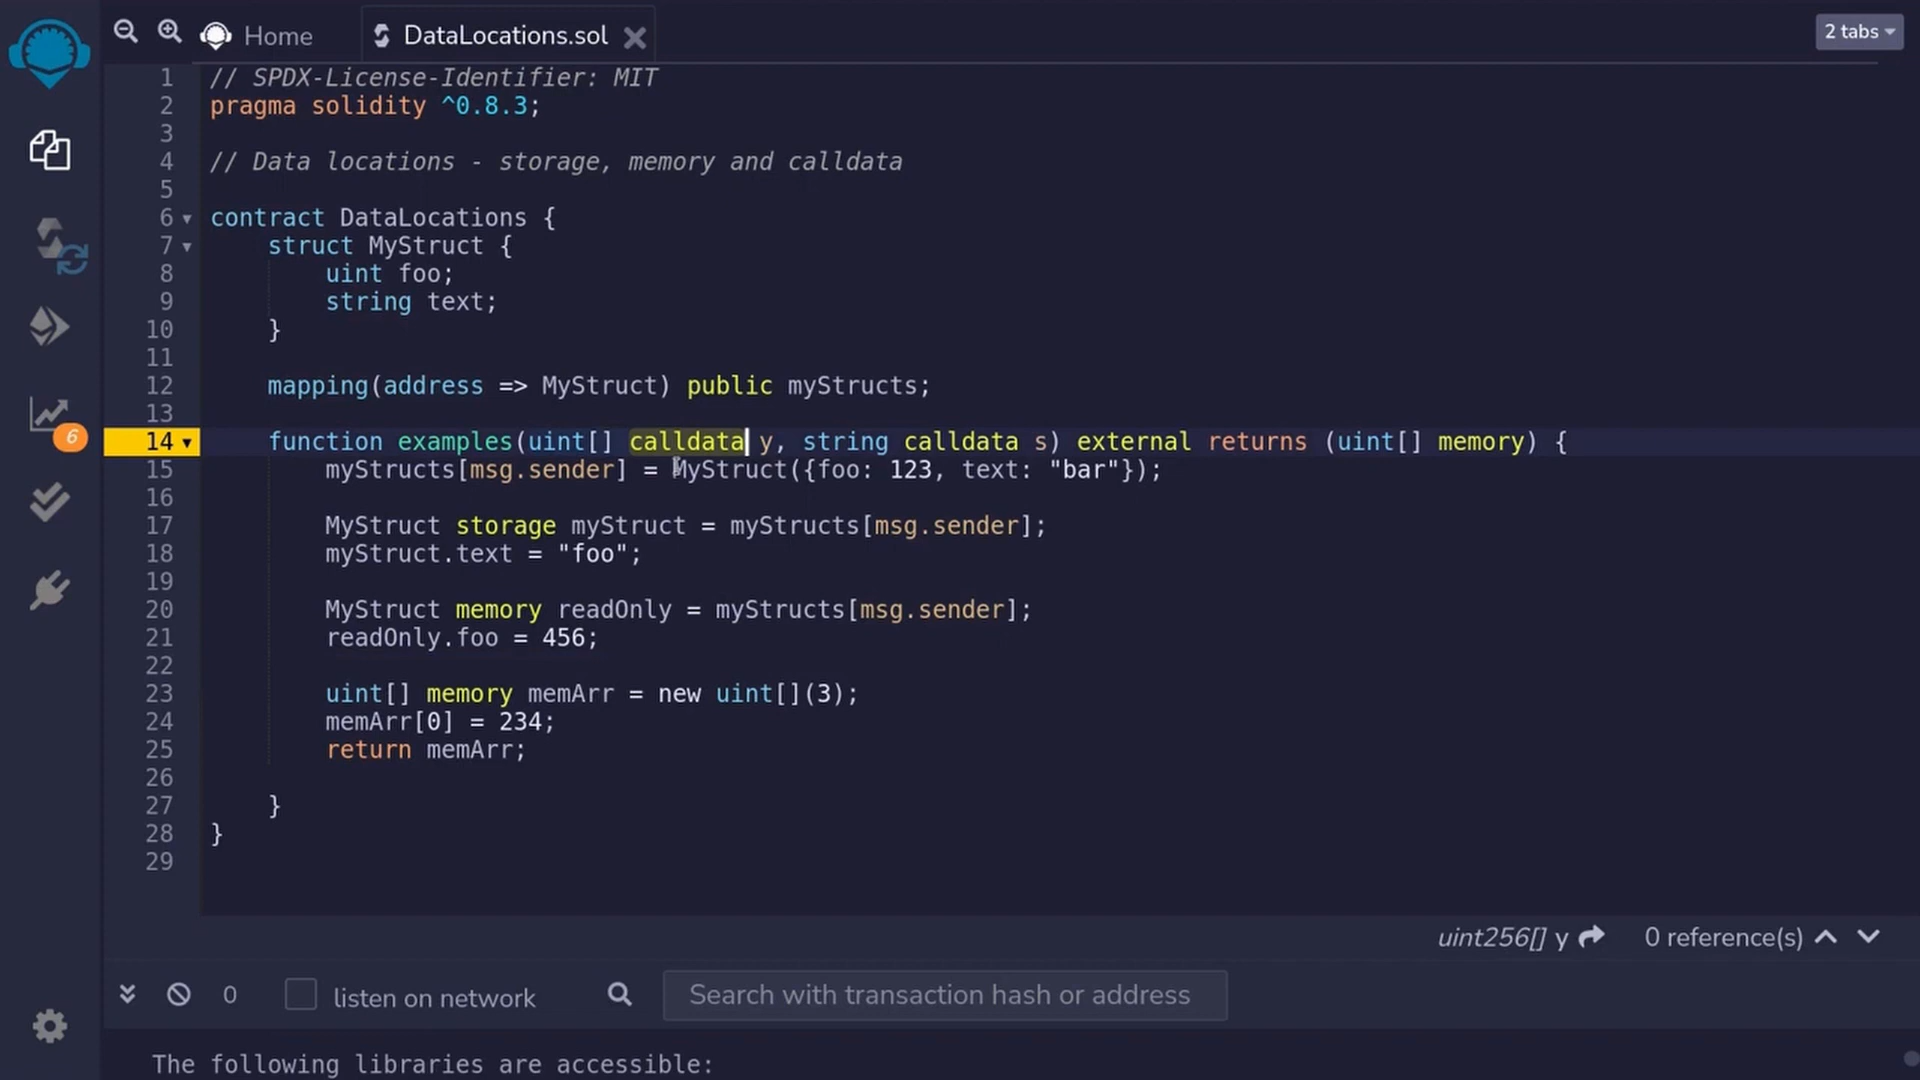 Home
DataLocations.sol
2 tabs
1 // SPDX-License-Identifier: MIT
2 pragma solidity ^0.8.3;
3
4 // Data locations - storage, memory and calldata
5
6 contract DataLocations {
7 struct MyStruct {
8 uint foo;
9 string text;
10 }
11
12 mapping(address => MyStruct) public myStructs;
13
14 function examples(uint[] calldata y, string calldata s) external returns (uint[] memory) {
15 myStructs[msg.sender] = MyStruct({foo: 123, text: "bar"});
16
17 MyStruct storage myStruct = myStructs[msg.sender];
18 myStruct.text = "foo";
19
20 MyStruct memory readOnly = myStructs[msg.sender];
21 readOnly.foo = 456;
22
23 uint[] memory memArr = new uint[](3);
24 memArr[0] = 234;
25 return memArr;
26
27 }
28 }
29
6
uint256[] y 0 reference(s)
0 listen on network Search with transaction hash or address
The following libraries are accessible: